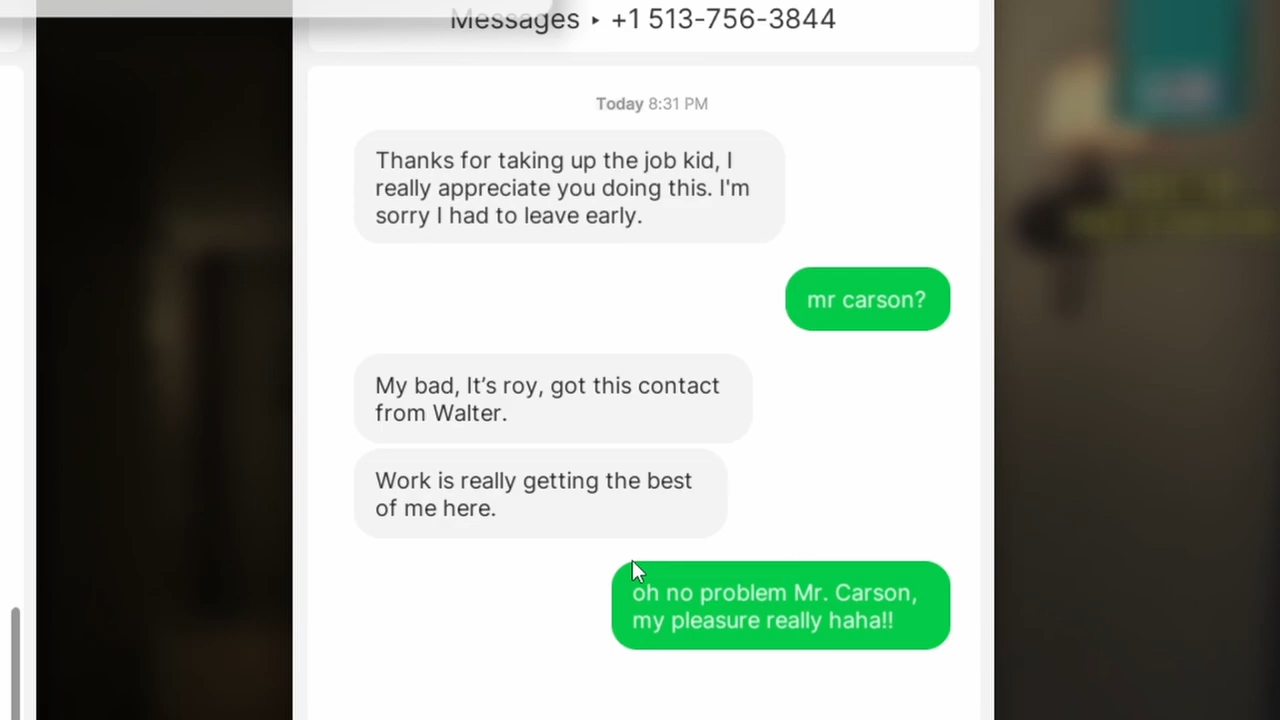 Messages ▸ +1 513-756-3844
Today 8:31 PM
Thanks for taking up the job kid, I
really appreciate you doing this. I'm
sorry I had to leave early.
mr carson?
My bad, It’s roy, got this contact
from Walter.
Work is really getting the best
of me here.
oh no problem Mr. Carson,
my pleasure really haha!!